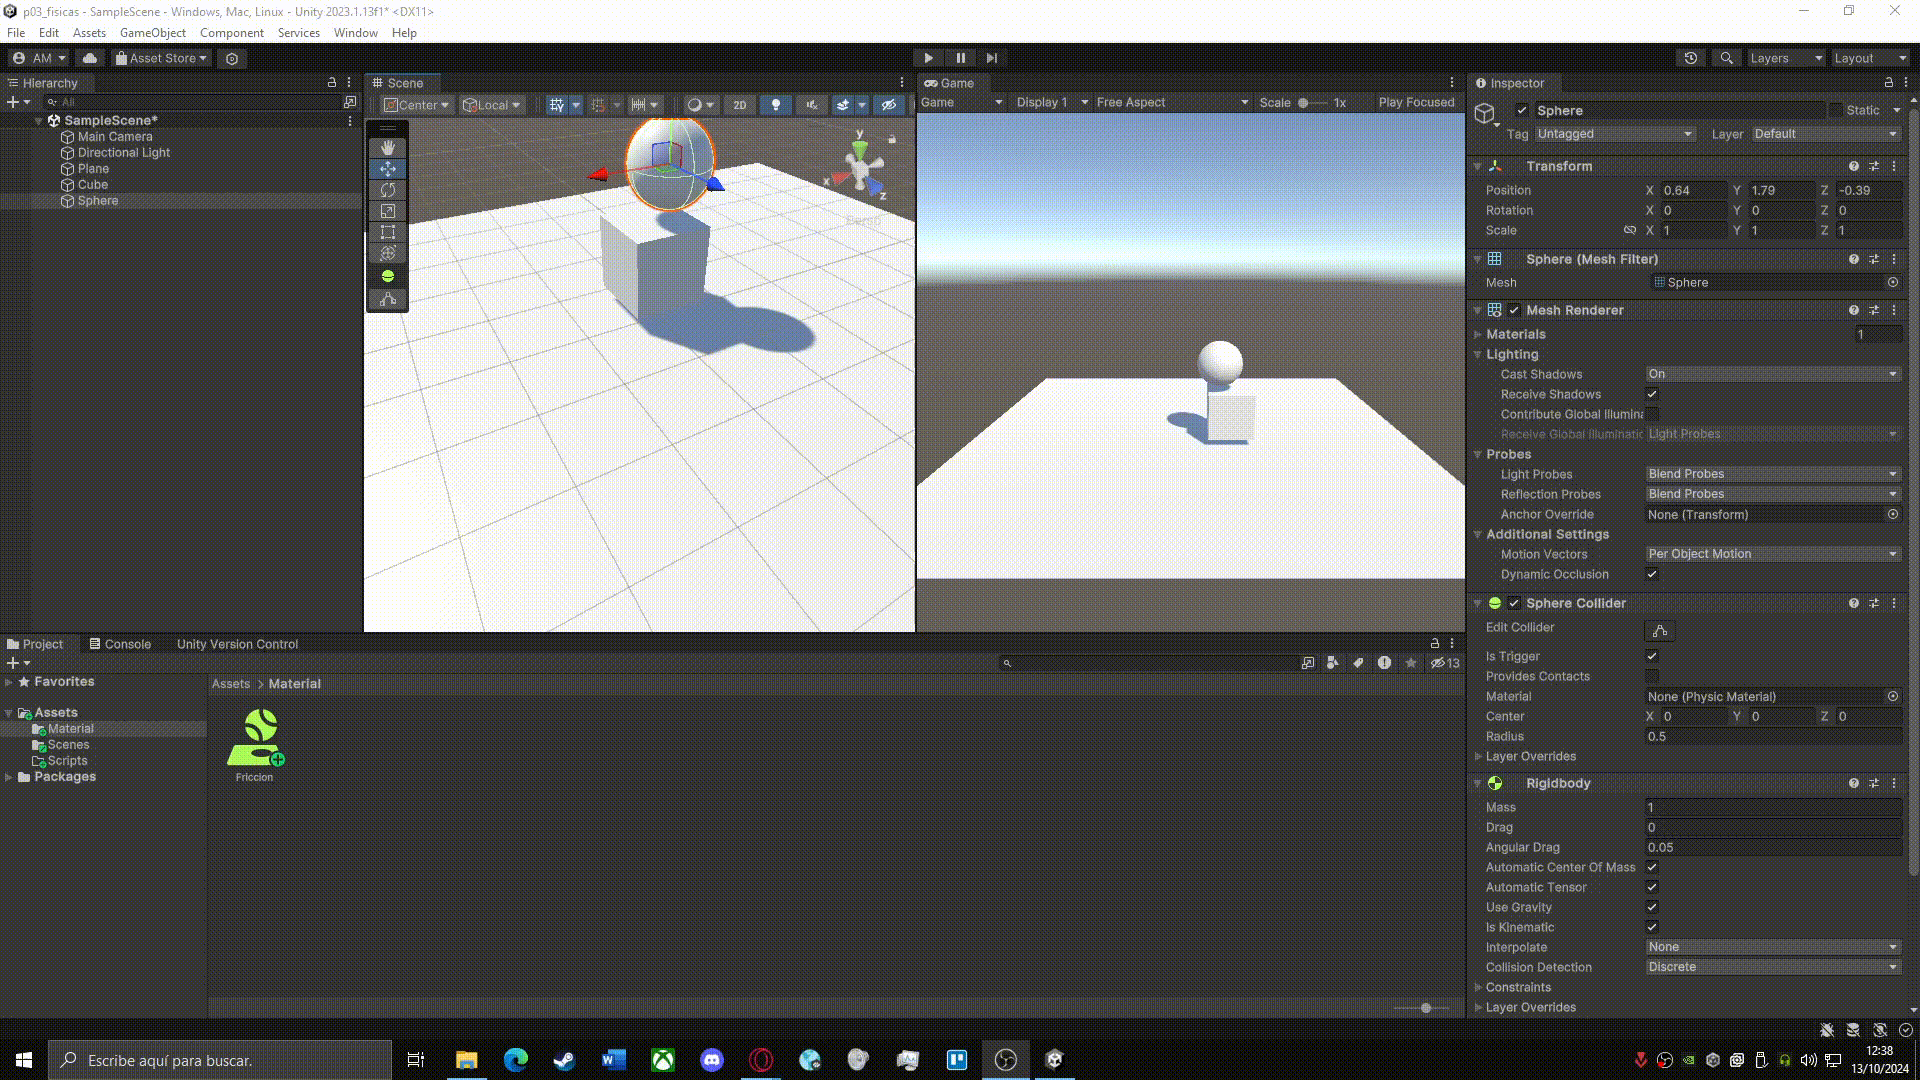 p03_fisicas - SampleScene - Windows, Mac, Linux - Unity 2023.1.13f1* <DX11>
File Edit Assets GameObject Component Services Window Help
AM Asset Store Layers Layout
Hierarchy
All
SampleScene*
Main Camera
Directional Light
Plane
Cube
Sphere
Scene
Center Local 2D
y
x
z
Persp
Game
Game Display 1 Free Aspect Scale 1x Play Focused
Inspector
Sphere Static
Tag Untagged Layer Default
Transform
Position X 0.64 Y 1.79 Z -0.39
Rotation X 0 Y 0 Z 0
Scale X 1 Y 1 Z 1
Sphere (Mesh Filter)
Mesh Sphere
Mesh Renderer
Materials 1
Lighting
Cast Shadows On
Receive Shadows
Contribute Global Illumina
Receive Global Illuminatic Light Probes
Probes
Light Probes Blend Probes
Reflection Probes Blend Probes
Anchor Override None (Transform)
Additional Settings
Motion Vectors Per Object Motion
Dynamic Occlusion
Sphere Collider
Edit Collider
Is Trigger
Provides Contacts
Material None (Physic Material)
Center X 0 Y 0 Z 0
Radius 0.5
Layer Overrides
Rigidbody
Mass 1
Drag 0
Angular Drag 0.05
Automatic Center Of Mass
Automatic Tensor
Use Gravity
Is Kinematic
Interpolate None
Collision Detection Discrete
Constraints
Layer Overrides
Project Console Unity Version Control
13
Favorites
Assets
Material
Scenes
Scripts
Packages
Assets > Material
Friccion
Escribe aquí para buscar.
12:38
13/10/2024